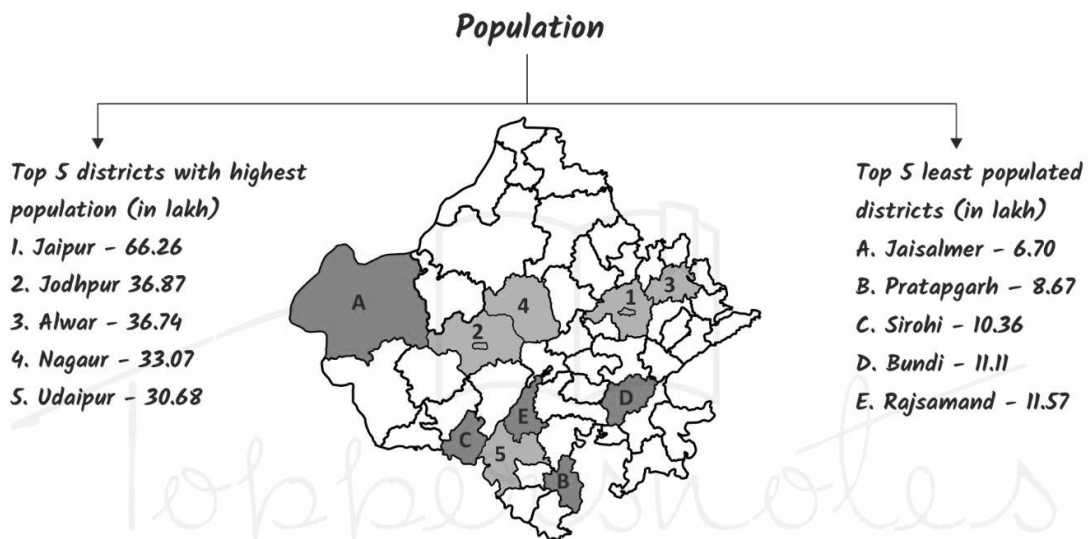 Population
Top 5 districts with highest
population (in lakh)
1. Jaipur - 66.26
2. Jodhpur 36.87
3. Alwar - 36.74
4. Nagaur - 33.07
5. Udaipur - 30.68
Top 5 least populated
districts (in lakh)
A. Jaisalmer - 6.70
B. Pratapgarh - 8.67
C. Sirohi - 10.36
D. Bundi - 11.11
E. Rajsamand - 11.57
A
4
1
3
2
D
E
C
5
B
Toppersnotes